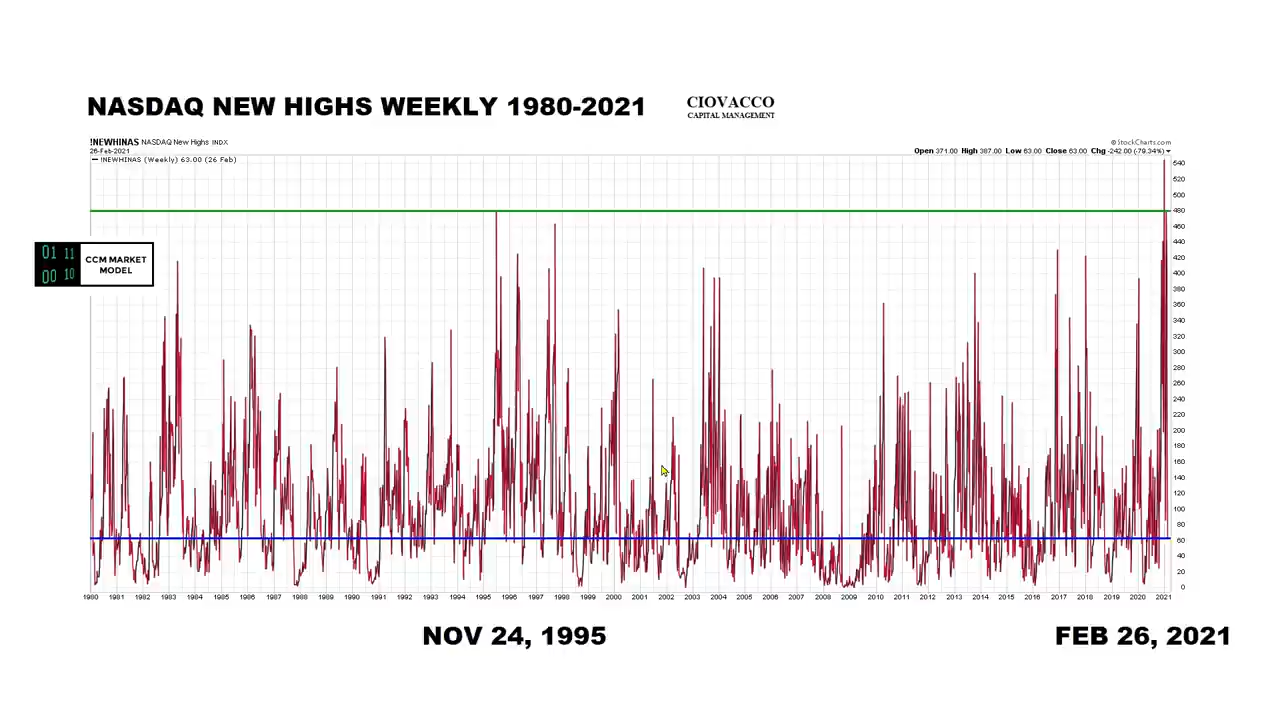 NASDAQ NEW HIGHS WEEKLY 1980-2021
CIOVACCO
CAPITAL MANAGEMENT
!NEWHINAS NASDAQ New Highs INDX
© StockCharts.com
26-Feb-2021
Open 371.00 High 387.00 Low 63.00 Close 63.00 Chg -242.00 (-79.34%)
!NEWHINAS (Weekly) 63.00 (26 Feb)
540
520
500
480
460
440
420
400
380
360
340
320
300
280
260
240
220
200
180
160
140
120
100
80
60
40
20
0
01 11
00 10
CCM MARKET
MODEL
1980 1981 1982 1983 1984 1985 1986 1987 1988 1989 1990 1991 1992 1993 1994 1995 1996 1997 1998 1999 2000 2001 2002 2003 2004 2005 2006 2007 2008 2009 2010 2011 2012 2013 2014 2015 2016 2017 2018 2019 2020 2021
NOV 24, 1995
FEB 26, 2021